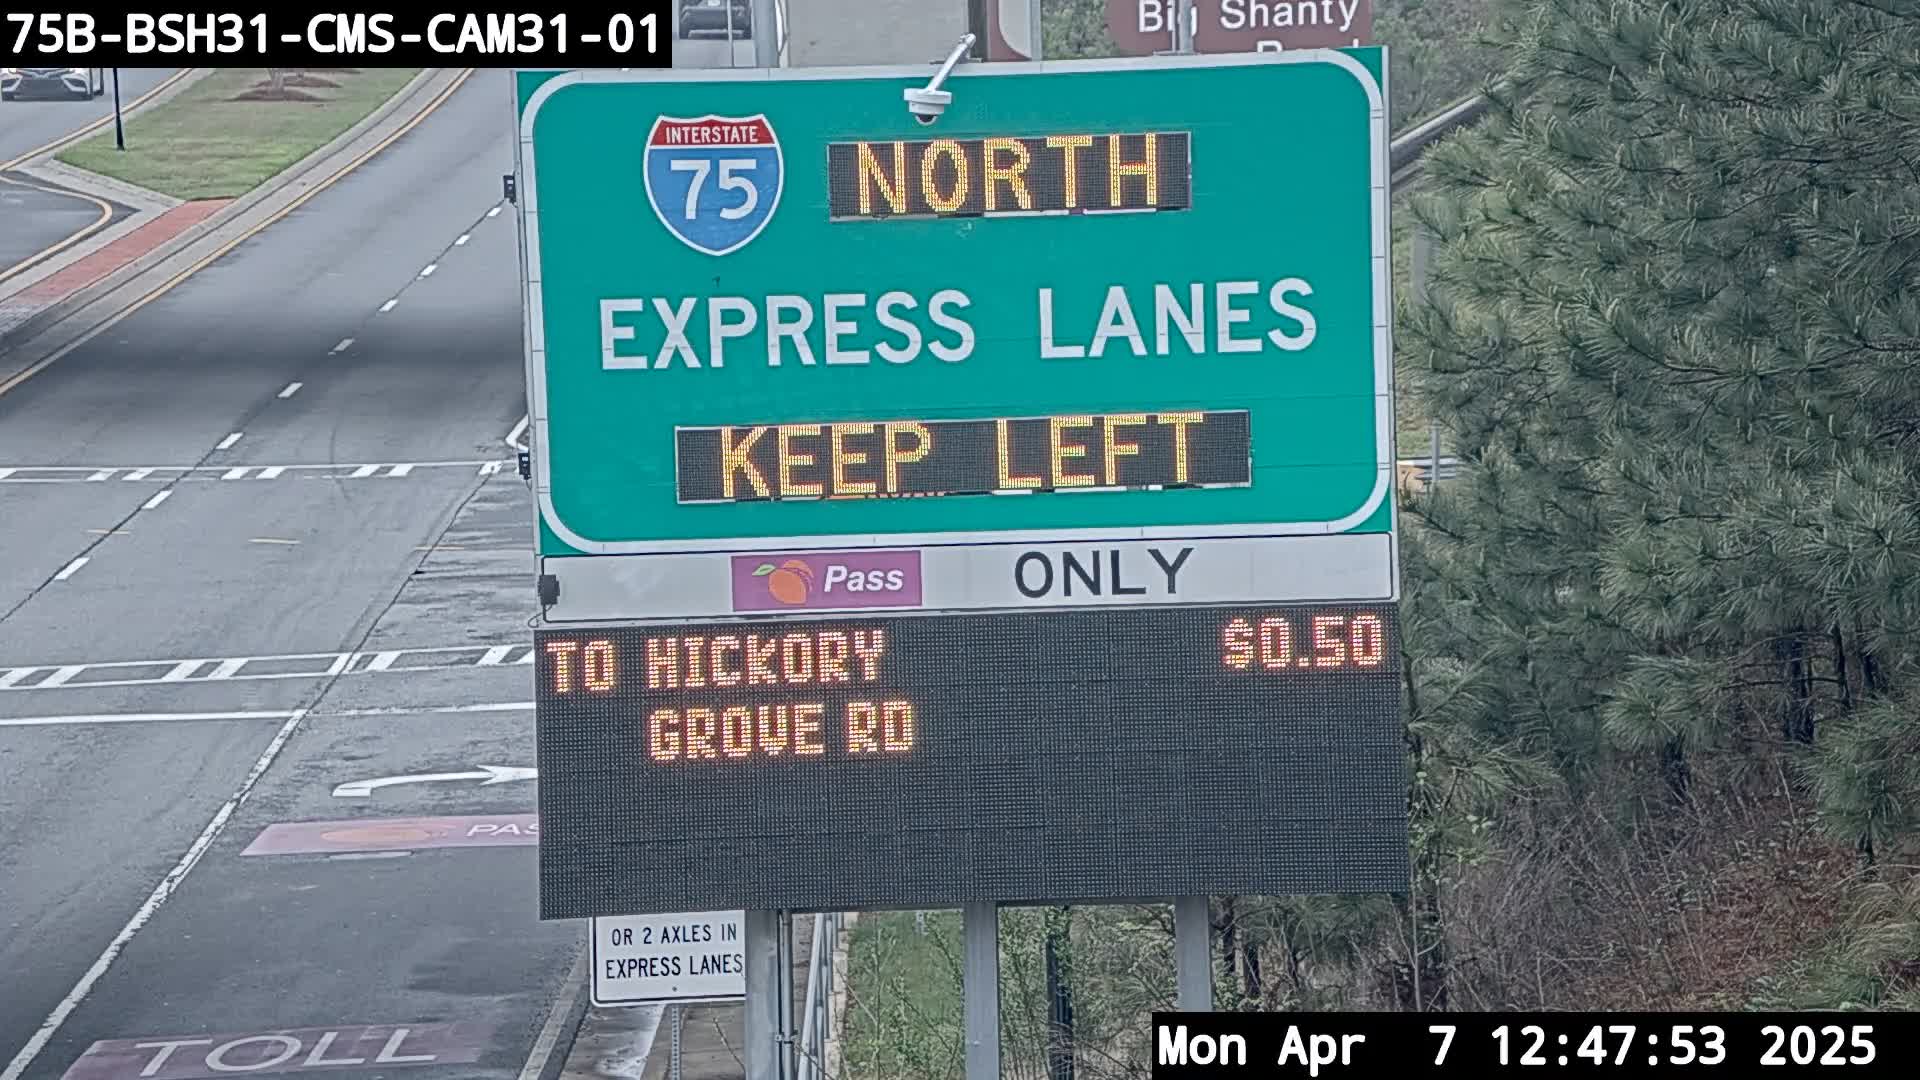 75B-BSH31-CMS-CAM31-01
Big Shanty
INTERSTATE
75
NORTH
EXPRESS LANES
KEEP LEFT
Pass ONLY
TO HICKORY $0.50
GROVE RD
PAS
OR 2 AXLES IN
EXPRESS LANES
TOLL
Mon Apr 7 12:47:53 2025